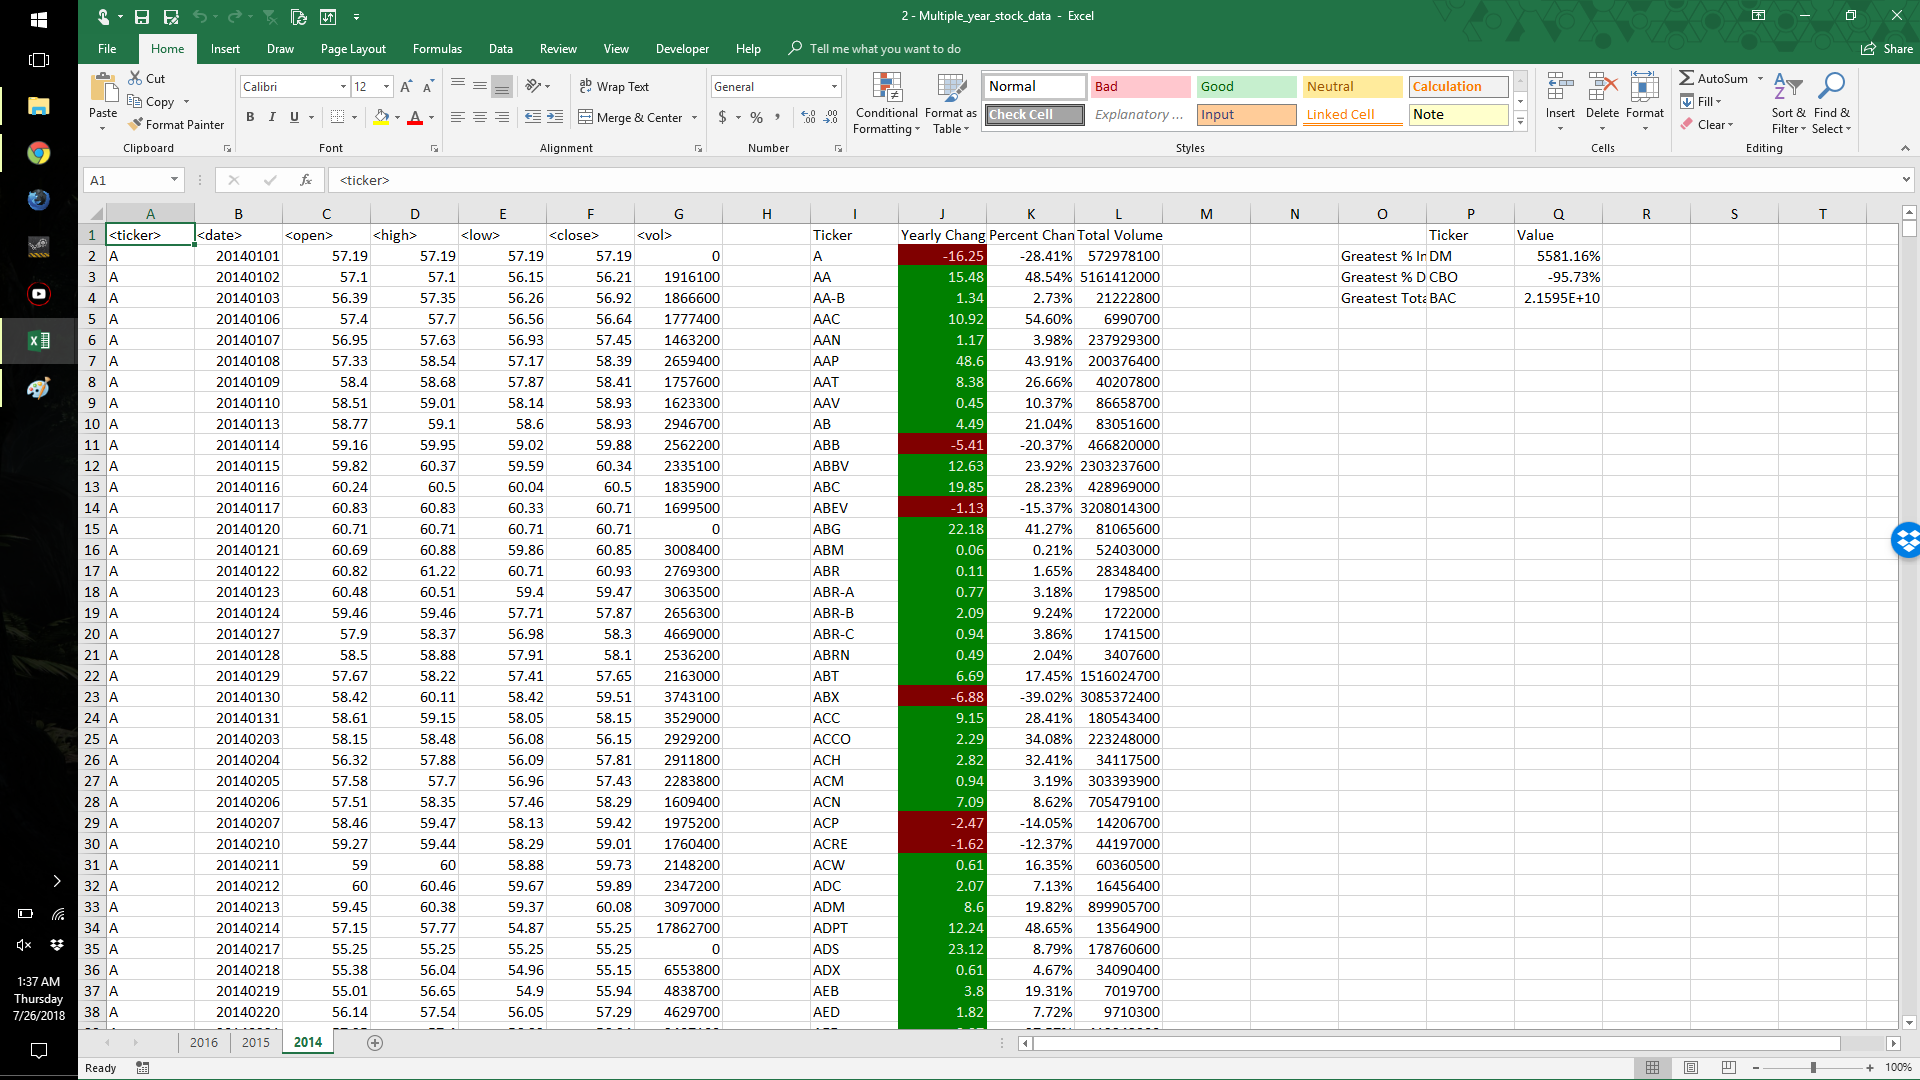 2 - Multiple_year_stock_data - Excel
File Home Insert Draw Page Layout Formulas Data Review View Developer Help Tell me what you want to do Share
Paste Cut Copy Format Painter Clipboard
Calibri 12 B I U Font
Wrap Text Merge & Center Alignment
General $ % , Number
Conditional Formatting Format as Table Normal Bad Good Neutral Calculation
Check Cell Explanatory ... Input Linked Cell Note Styles
Insert Delete Format Cells
AutoSum Fill Clear Sort & Filter Find & Select Editing
A1 fx <ticker>
A B C D E F G H I J K L M N O P Q R S T
1 <ticker> <date> <open> <high> <low> <close> <vol> Ticker Yearly Chang Percent Chan Total Volume Ticker Value
2 A 20140101 57.19 57.19 57.19 57.19 0 A -16.25 -28.41% 572978100 Greatest % In DM 5581.16%
3 A 20140102 57.1 57.1 56.15 56.21 1916100 AA 15.48 48.54% 5161412000 Greatest % D CBO -95.73%
4 A 20140103 56.39 57.35 56.26 56.92 1866600 AA-B 1.34 2.73% 21222800 Greatest Tota BAC 2.1595E+10
5 A 20140106 57.4 57.7 56.56 56.64 1777400 AAC 10.92 54.60% 6990700
6 A 20140107 56.95 57.63 56.93 57.45 1463200 AAN 1.17 3.98% 237929300
7 A 20140108 57.33 58.54 57.17 58.39 2659400 AAP 48.6 43.91% 200376400
8 A 20140109 58.4 58.68 57.87 58.41 1757600 AAT 8.38 26.66% 40207800
9 A 20140110 58.51 59.01 58.14 58.93 1623300 AAV 0.45 10.37% 86658700
10 A 20140113 58.77 59.1 58.6 58.93 2946700 AB 4.49 21.04% 83051600
11 A 20140114 59.16 59.95 59.02 59.88 2562200 ABB -5.41 -20.37% 466820000
12 A 20140115 59.82 60.37 59.59 60.34 2335100 ABBV 12.63 23.92% 2303237600
13 A 20140116 60.24 60.5 60.04 60.5 1835900 ABC 19.85 28.23% 428969000
14 A 20140117 60.83 60.83 60.33 60.71 1699500 ABEV -1.13 -15.37% 3208014300
15 A 20140120 60.71 60.71 60.71 60.71 0 ABG 22.18 41.27% 81065600
16 A 20140121 60.69 60.88 59.86 60.85 3008400 ABM 0.06 0.21% 52403000
17 A 20140122 60.82 61.22 60.71 60.93 2769300 ABR 0.11 1.65% 28348400
18 A 20140123 60.48 60.51 59.4 59.47 3063500 ABR-A 0.77 3.18% 1798500
19 A 20140124 59.46 59.46 57.71 57.87 2656300 ABR-B 2.09 9.24% 1722000
20 A 20140127 57.9 58.37 56.98 58.3 4669000 ABR-C 0.94 3.86% 1741500
21 A 20140128 58.5 58.88 57.91 58.1 2536200 ABRN 0.49 2.04% 3407600
22 A 20140129 57.67 58.22 57.41 57.65 2163000 ABT 6.69 17.45% 1516024700
23 A 20140130 58.42 60.11 58.42 59.51 3743100 ABX -6.88 -39.02% 3085372400
24 A 20140131 58.61 59.15 58.05 58.15 3529000 ACC 9.15 28.41% 180543400
25 A 20140203 58.15 58.48 56.08 56.15 2929200 ACCO 2.29 34.08% 223248000
26 A 20140204 56.32 57.88 56.09 57.81 2911800 ACH 2.82 32.41% 34117500
27 A 20140205 57.58 57.7 56.96 57.43 2283800 ACM 0.94 3.19% 303393900
28 A 20140206 57.51 58.35 57.46 58.29 1609400 ACN 7.09 8.62% 705479100
29 A 20140207 58.46 59.47 58.13 59.42 1975200 ACP -2.47 -14.05% 14206700
30 A 20140210 59.27 59.44 58.29 59.01 1760400 ACRE -1.62 -12.37% 44197000
31 A 20140211 59 60 58.88 59.73 2148200 ACW 0.61 16.35% 60360500
32 A 20140212 60 60.46 59.67 59.89 2347200 ADC 2.07 7.13% 16456400
33 A 20140213 59.45 60.38 59.37 60.08 3097000 ADM 8.6 19.82% 899905700
34 A 20140214 57.15 57.77 54.87 55.25 17862700 ADPT 12.24 48.65% 13564900
35 A 20140217 55.25 55.25 55.25 55.25 0 ADS 23.12 8.79% 178760600
36 A 20140218 55.38 56.04 54.96 55.15 6553800 ADX 0.61 4.67% 34090400
37 A 20140219 55.01 56.65 54.9 55.94 4838700 AEB 3.8 19.31% 7019700
38 A 20140220 56.14 57.54 56.05 57.29 4629700 AED 1.82 7.72% 9710300
1:37 AM
Thursday
7/26/2018
2016 2015 2014
Ready 100%